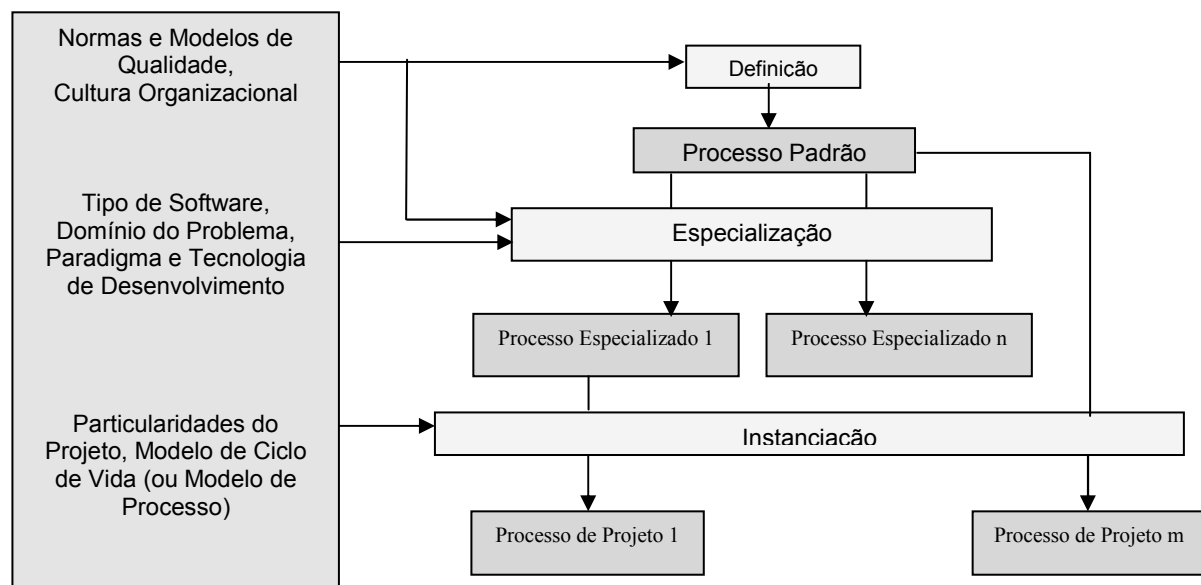 Normas e Modelos de
Qualidade,
Cultura Organizacional
Definição
Processo Padrão
Tipo de Software,
Domínio do Problema,
Paradigma e Tecnologia
de Desenvolvimento
Especialização
Processo Especializado 1
Processo Especializado n
Particularidades do
Projeto, Modelo de Ciclo
de Vida (ou Modelo de
Processo)
Instanciação
Processo de Projeto 1
Processo de Projeto m